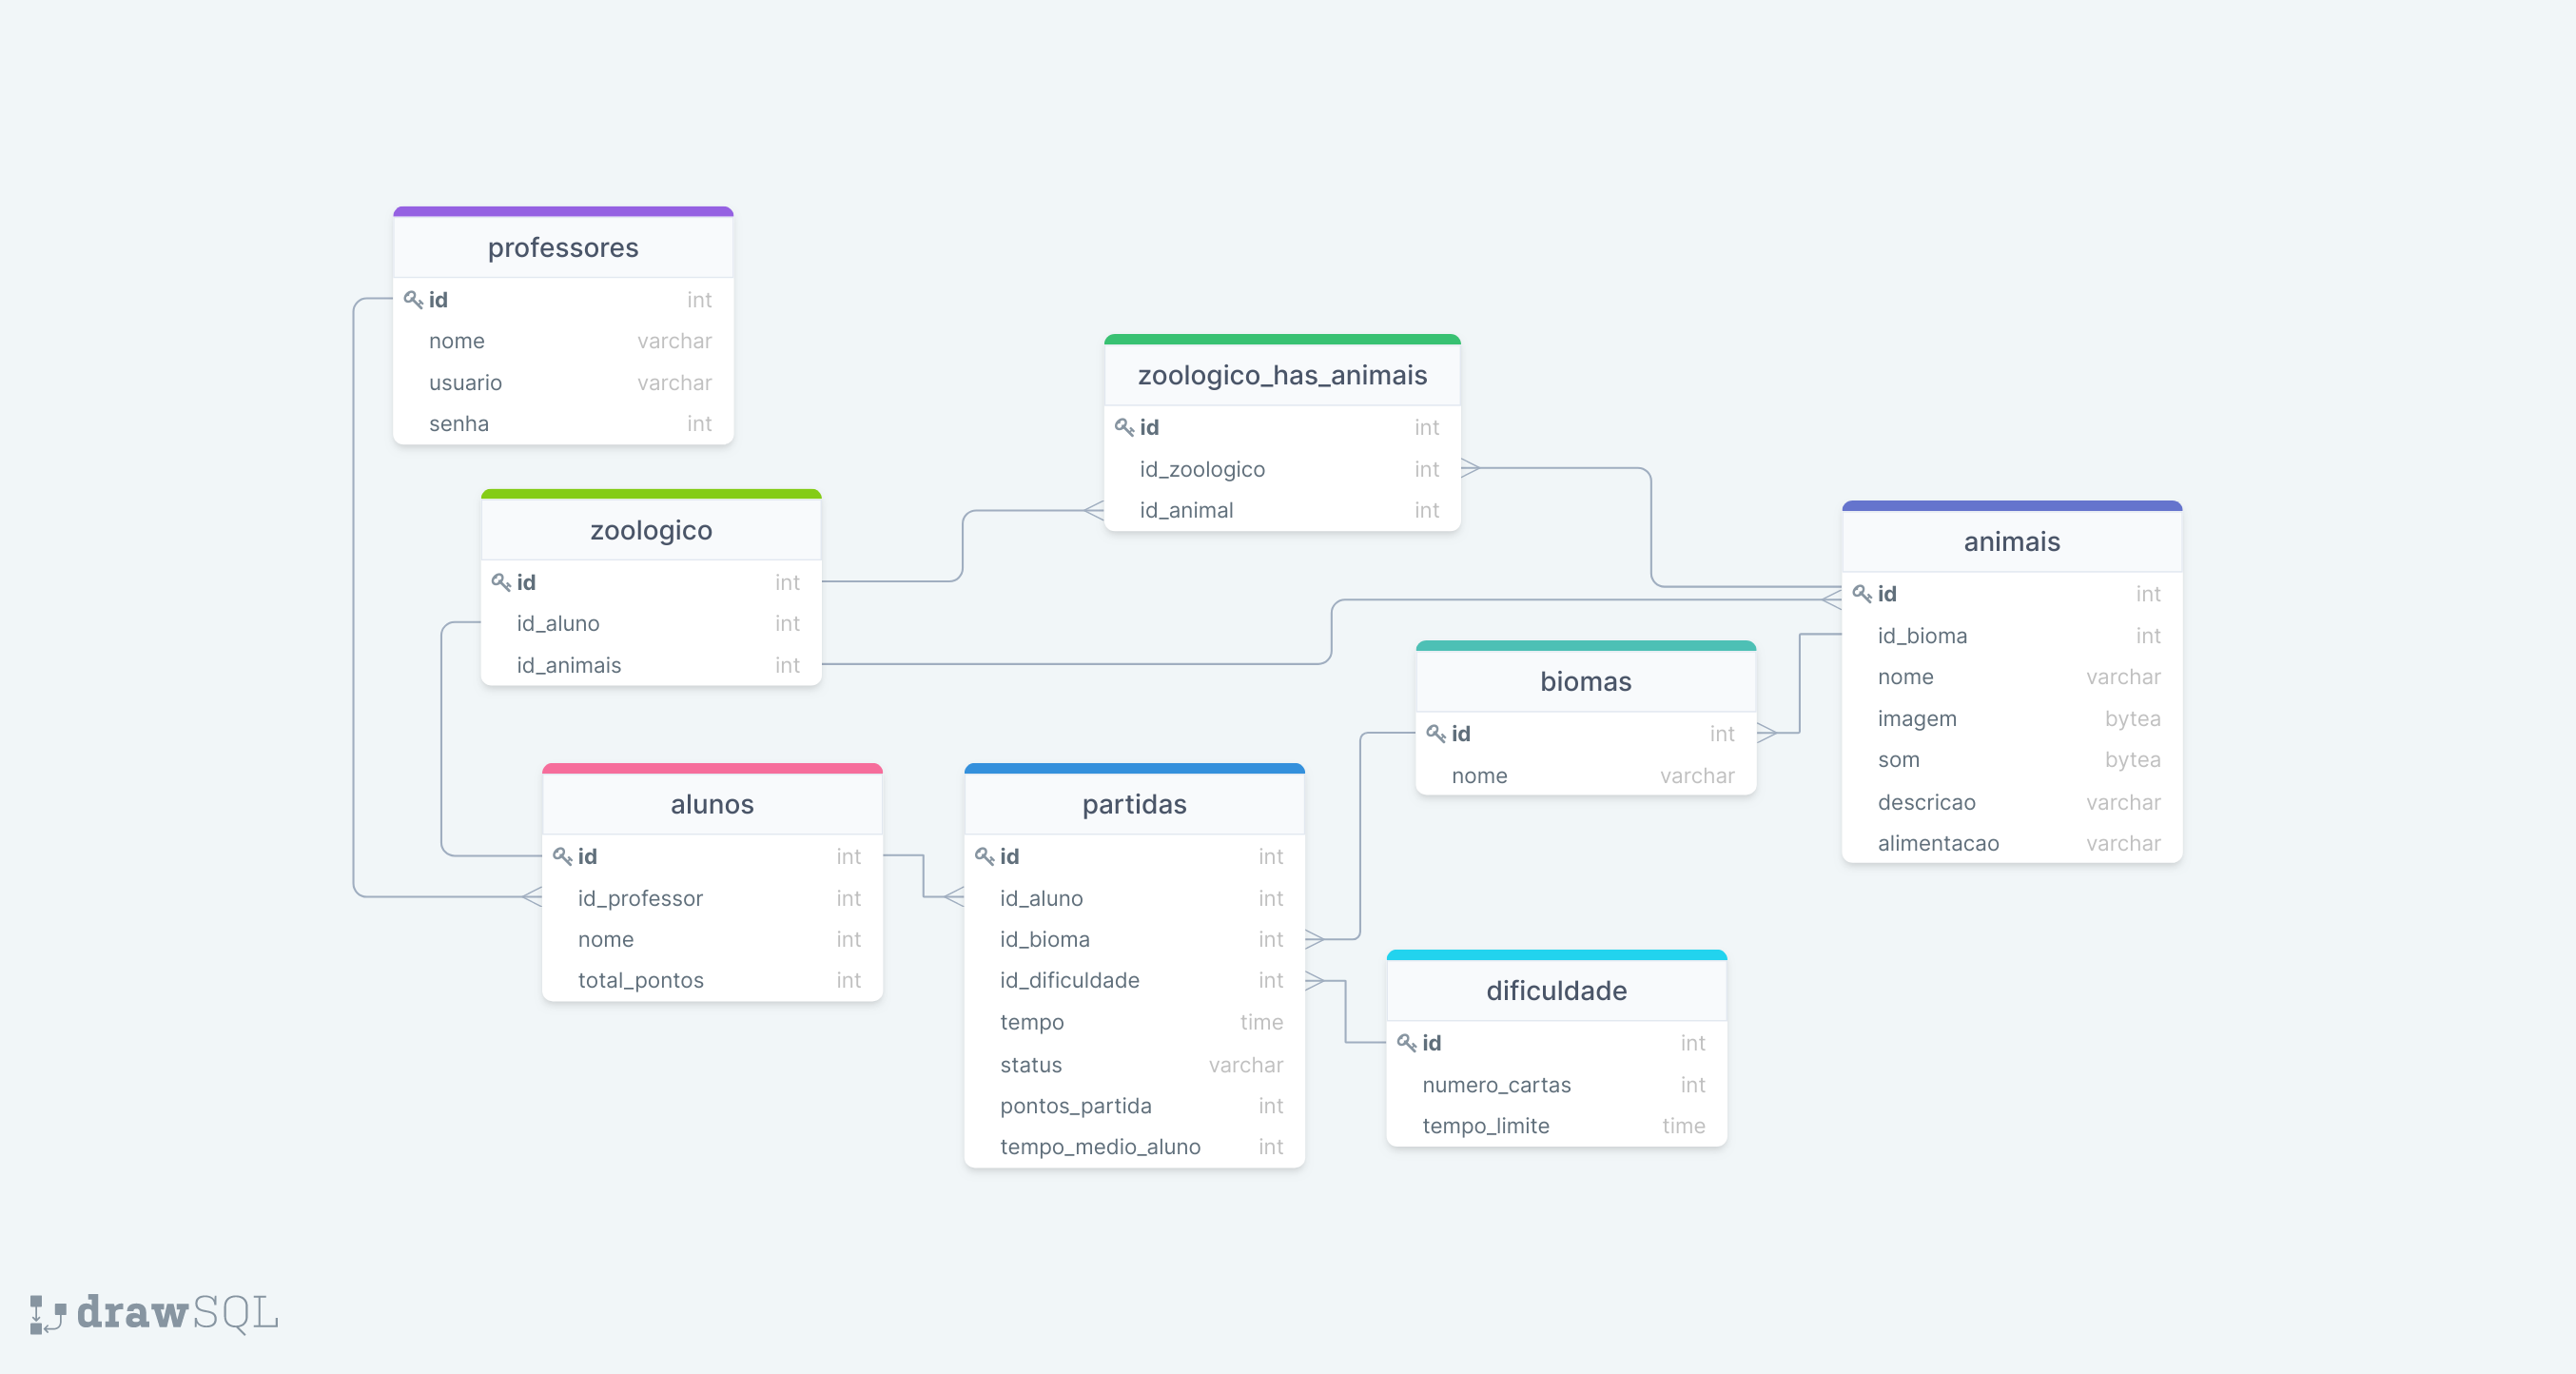 professores
id int
nome varchar
usuario varchar
senha int
zoologico_has_animais
id int
id_zoologico int
id_animal int
zoologico
id int
id_aluno int
id_animais int
animais
id int
id_bioma int
nome varchar
imagem bytea
som bytea
descricao varchar
alimentacao varchar
biomas
id int
nome varchar
alunos
id int
id_professor int
nome int
total_pontos int
partidas
id int
id_aluno int
id_bioma int
id_dificuldade int
tempo time
status varchar
pontos_partida int
tempo_medio_aluno int
dificuldade
id int
numero_cartas int
tempo_limite time
drawSQL